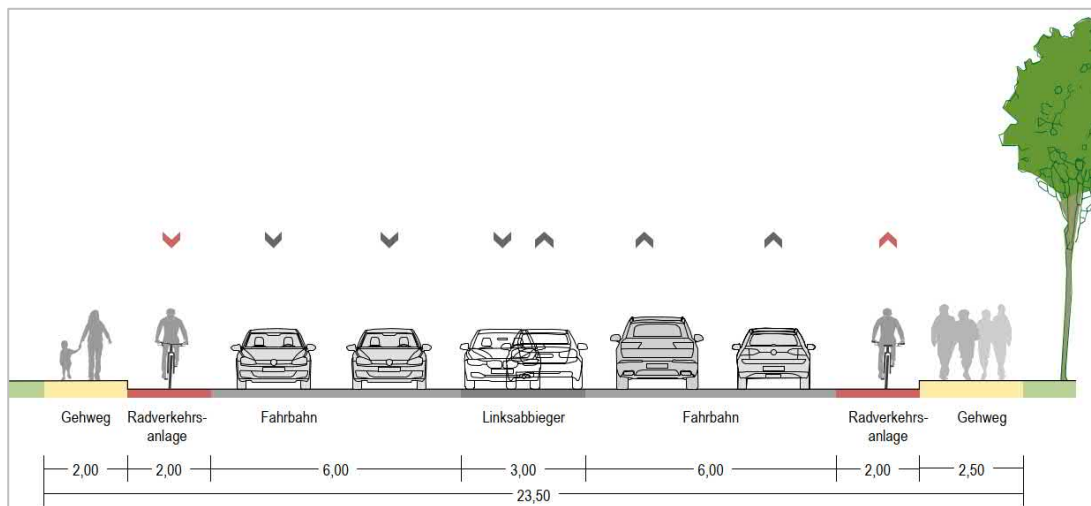 Gehweg Radverkehrs- Fahrbahn Linksabbieger Fahrbahn Radverkehrs- Gehweg
anlage anlage
2,00 2,00 6,00 3,00 6,00 2,00 2,50
23,50